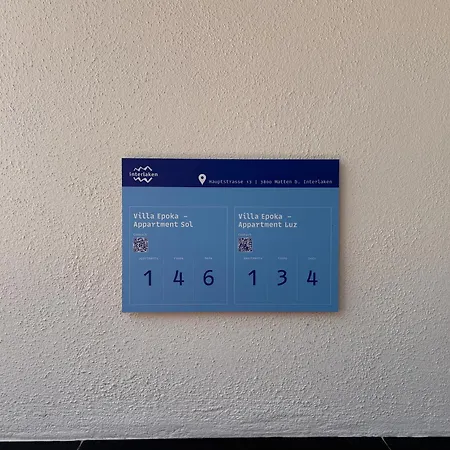 interlaken
Hauptstrasse 13 | 3800 Matten b. Interlaken
Villa Epoka –
Appartment Sol
Villa Epoka –
Appartment Luz
1 4 6
1 3 4